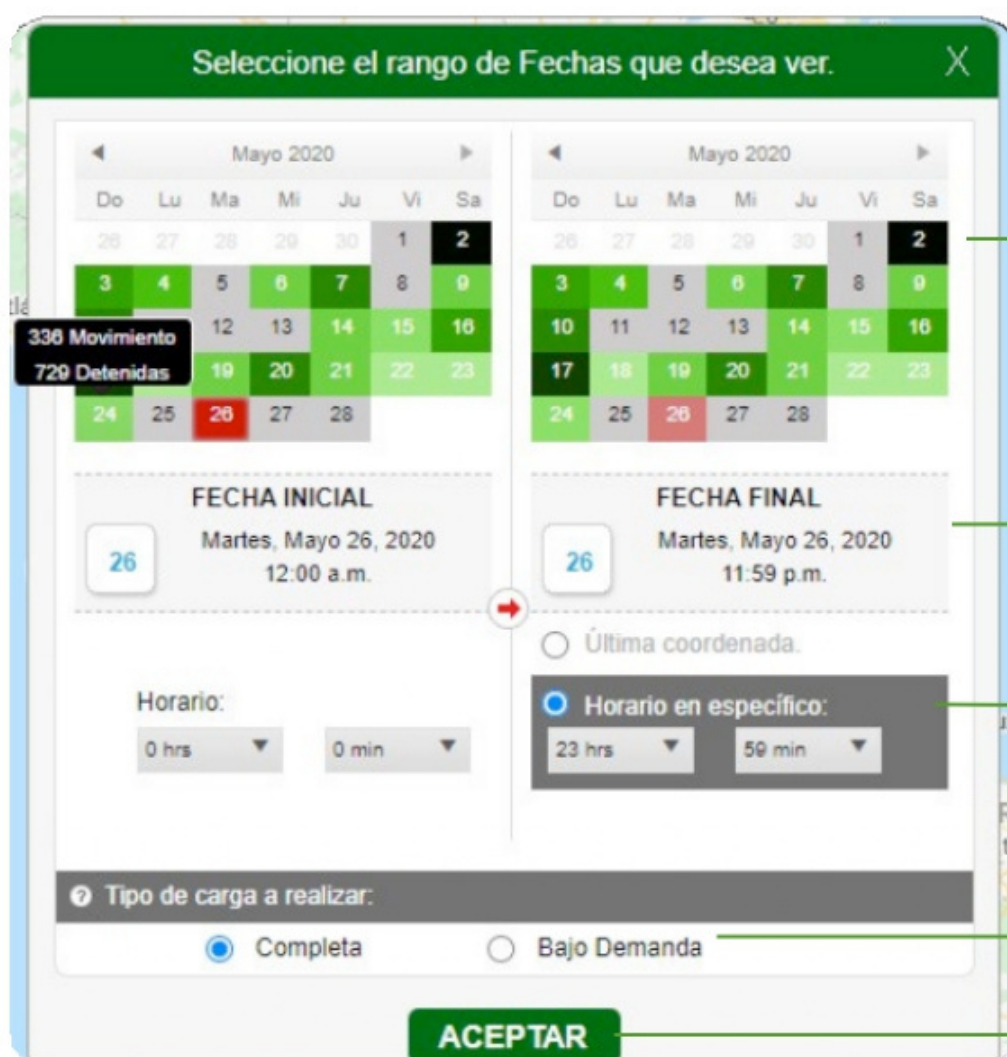 Seleccione el rango de Fechas que desea ver. X
◀ Mayo 2020 ▶
Do Lu Ma Mi Ju Vi Sa
26 27 28 29 30 1 2
3 4 5 6 7 8 9
12 13 14 15 16
336 Movimiento
729 Detenidas
19 20 21 22 23
24 25 26 27 28
◀ Mayo 2020 ▶
Do Lu Ma Mi Ju Vi Sa
26 27 28 29 30 1 2
3 4 5 6 7 8 9
10 11 12 13 14 15 16
17 18 19 20 21 22 23
24 25 26 27 28
FECHA INICIAL
26
Martes, Mayo 26, 2020
12:00 a.m.
FECHA FINAL
26
Martes, Mayo 26, 2020
11:59 p.m.
Última coordenada.
Horario:
0 hrs ▼ 0 min ▼
Horario en específico:
23 hrs ▼ 59 min ▼
? Tipo de carga a realizar:
Completa Bajo Demanda
ACEPTAR